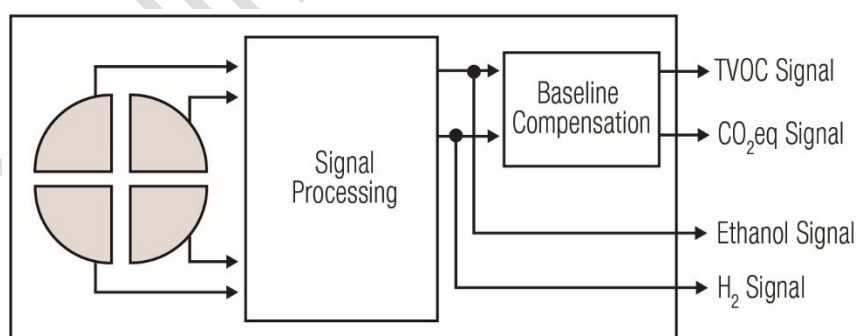 Signal
Processing
Baseline
Compensation
TVOC Signal
CO₂eq Signal
Ethanol Signal
H₂ Signal